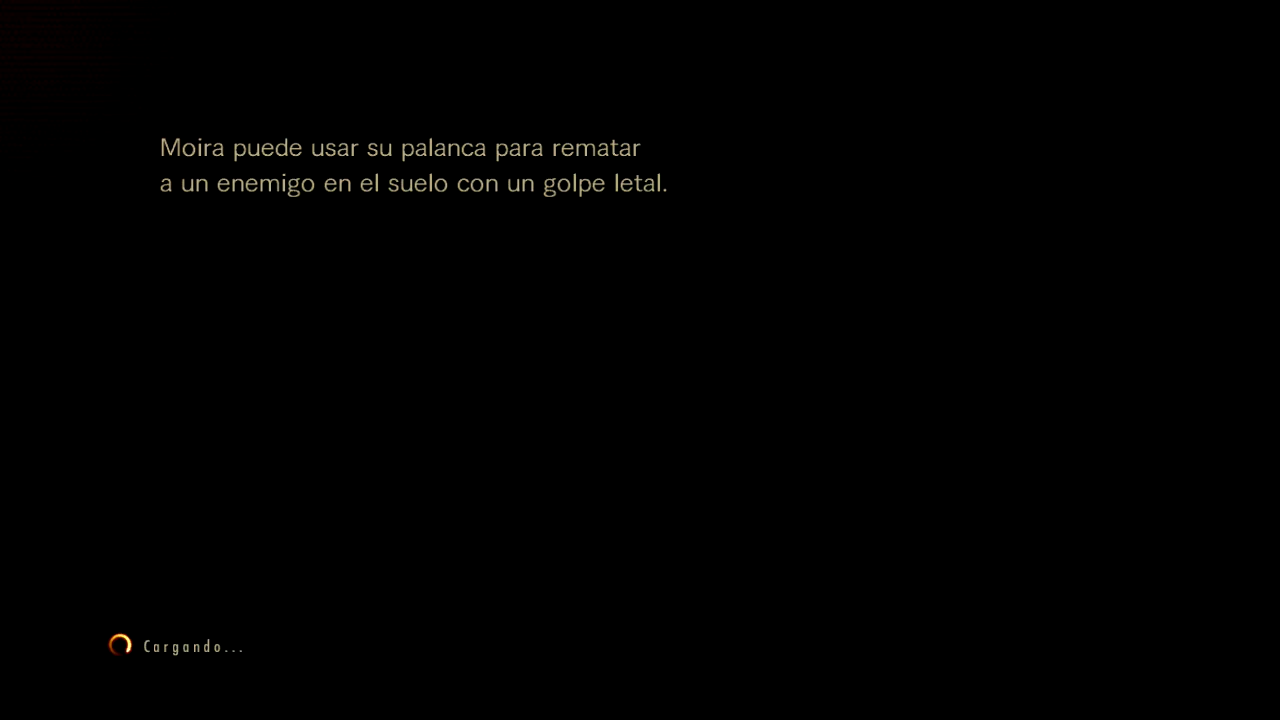 Moira puede usar su palanca para rematar
a un enemigo en el suelo con un golpe letal.
Cargando...